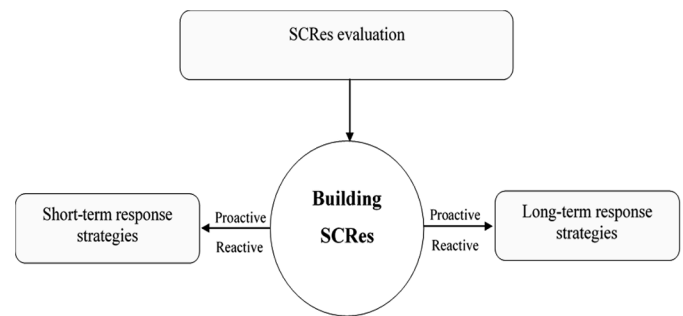 SCRes evaluation
Building
SCRes
Short-term response
strategies
Proactive
Reactive
Proactive
Reactive
Long-term response
strategies